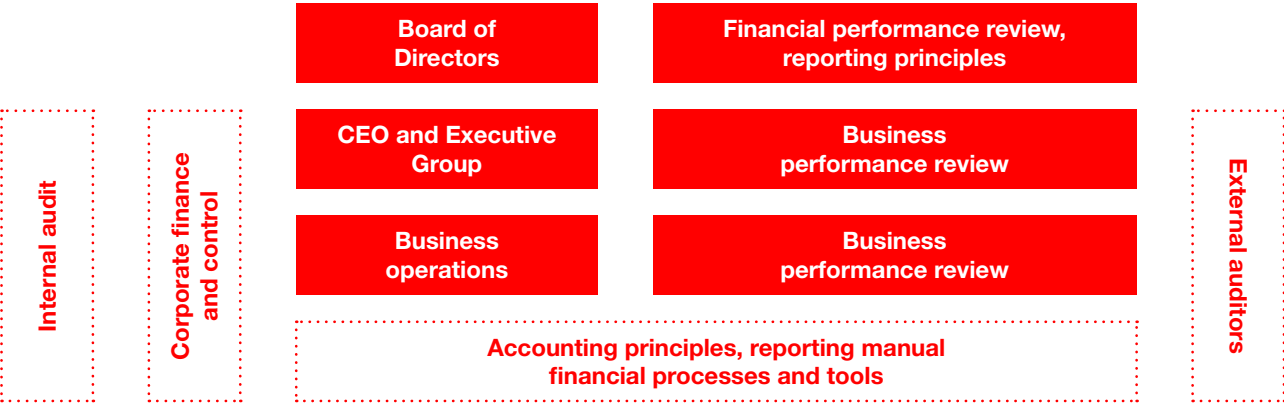 Board of
Directors
Financial performance review,
reporting principles
Internal audit
Corporate finance
and control
CEO and Executive
Group
Business
performance review
External auditors
Business
operations
Business
performance review
Accounting principles, reporting manual
financial processes and tools